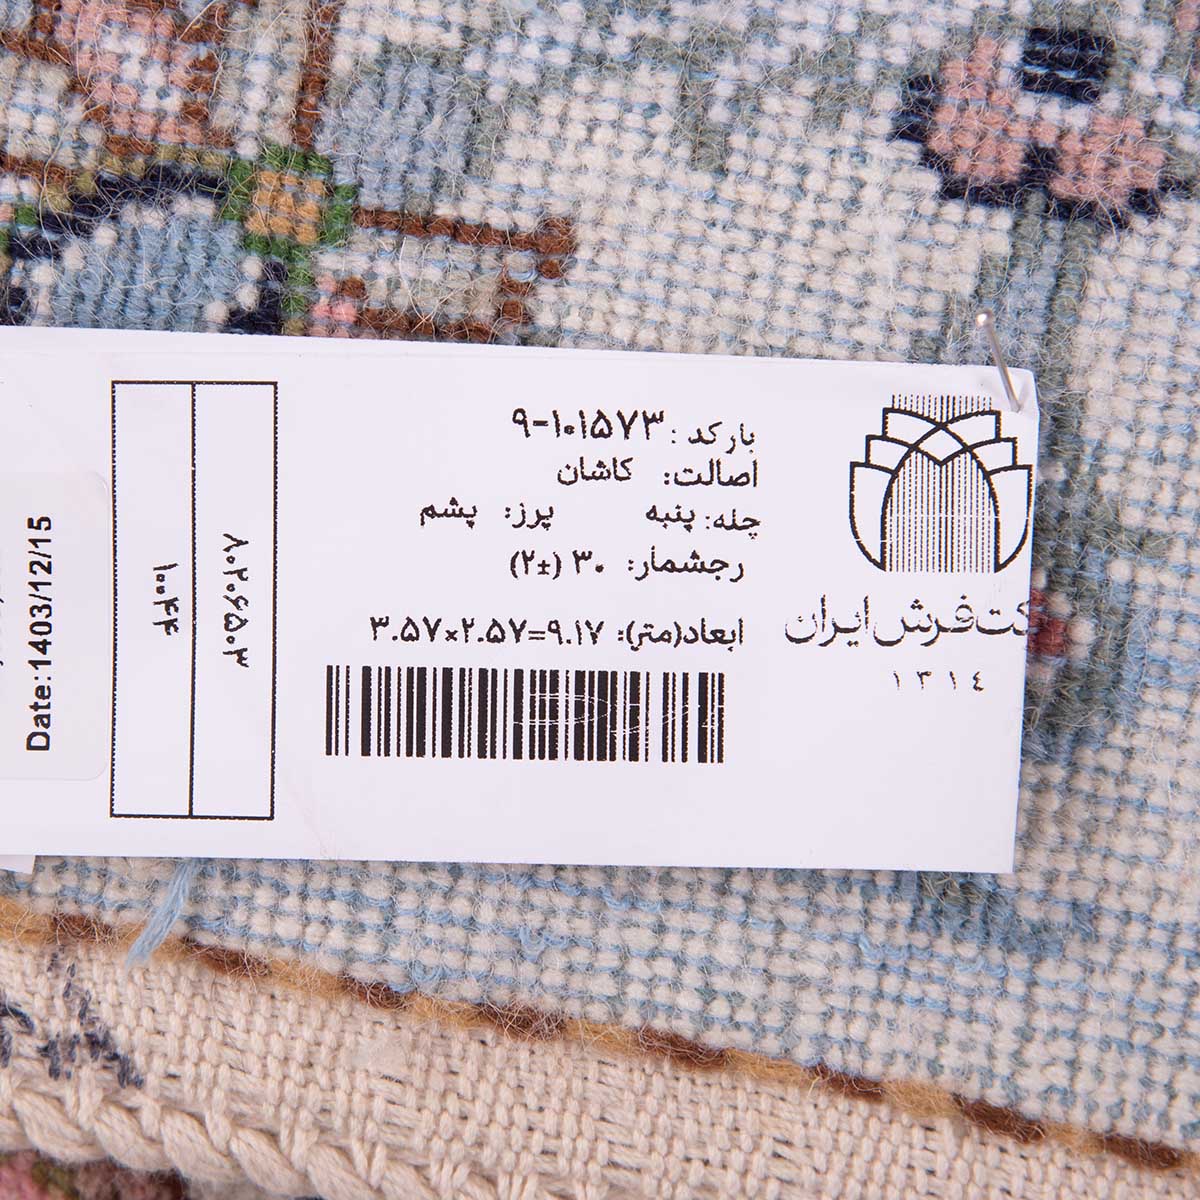 بارکد : ۱۰۱۵۷۳-۹
اصالت: کاشان
چله: پنبه پرز: پشم
رجشمار: ۳۰ (±۲)
ابعاد(متر): ۳.۵۷×۲.۵۷=۹.۱۷
فرش ایران
۱۳۱۴
۸۰۲۰۶۵۰۳
۱۰۰۴۴
Date:1403/12/15